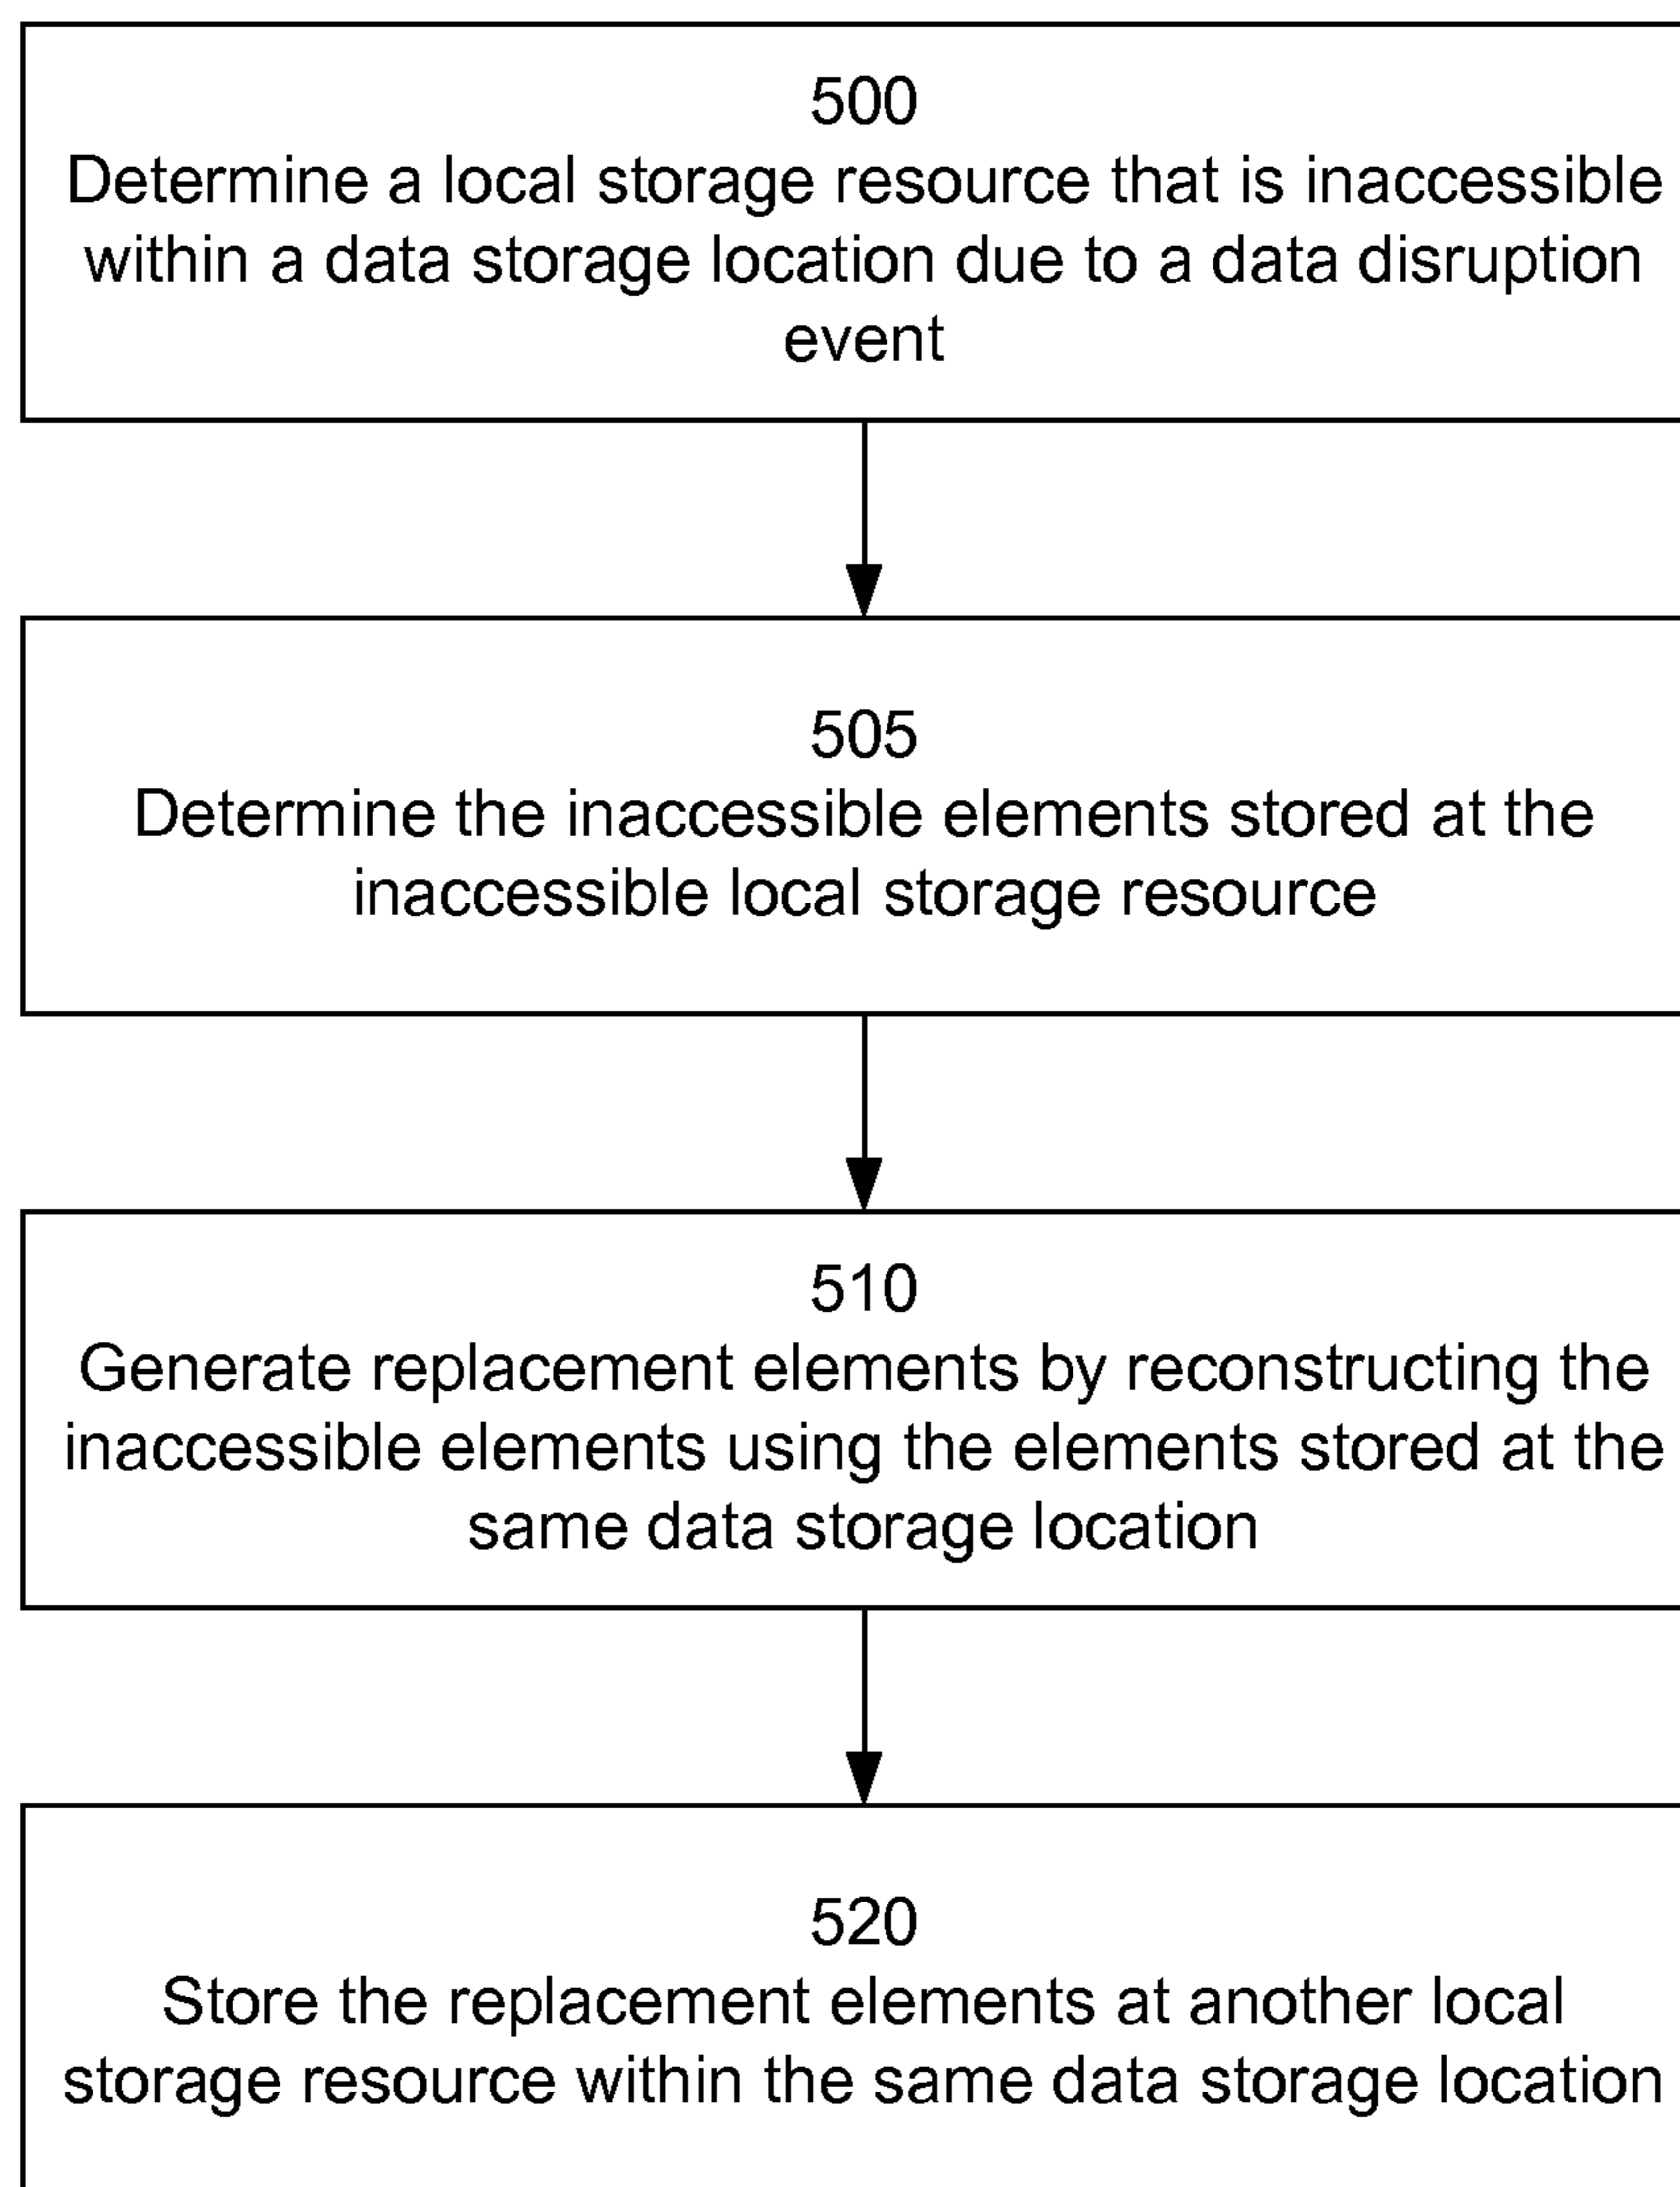 500
Determine a local storage resource that is inaccessible
within a data storage location due to a data disruption
event
505
Determine the inaccessible elements stored at the
inaccessible local storage resource
510
Generate replacement elements by reconstructing the
inaccessible elements using the elements stored at the
same data storage location
520
Store the replacement elements at another local
storage resource within the same data storage location